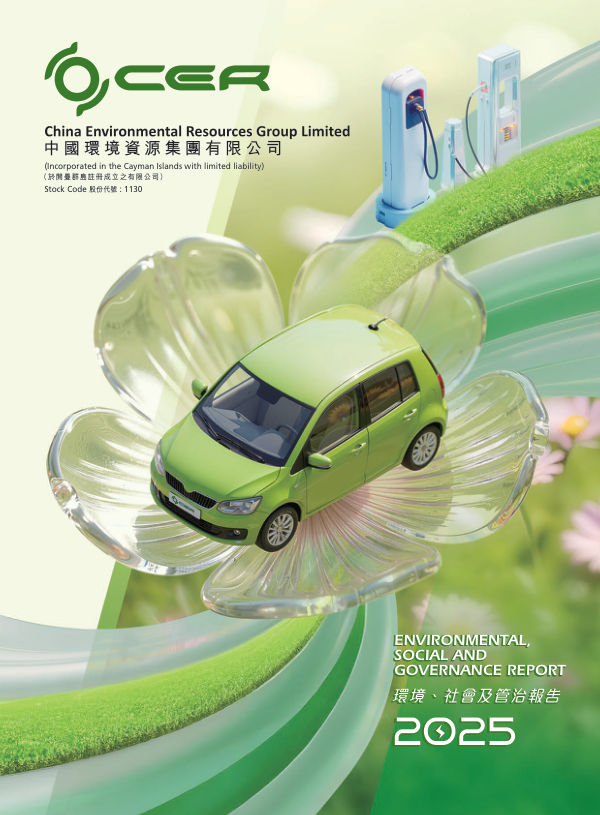 CER
China Environmental Resources Group Limited
中國環境資源集團有限公司
(Incorporated in the Cayman Islands with limited liability)
(於開曼群島註冊成立之有限公司)
Stock Code 股份代號 : 1130
ENVIRONMENTAL,
SOCIAL AND
GOVERNANCE REPORT
環境、社會及管治報告
2025